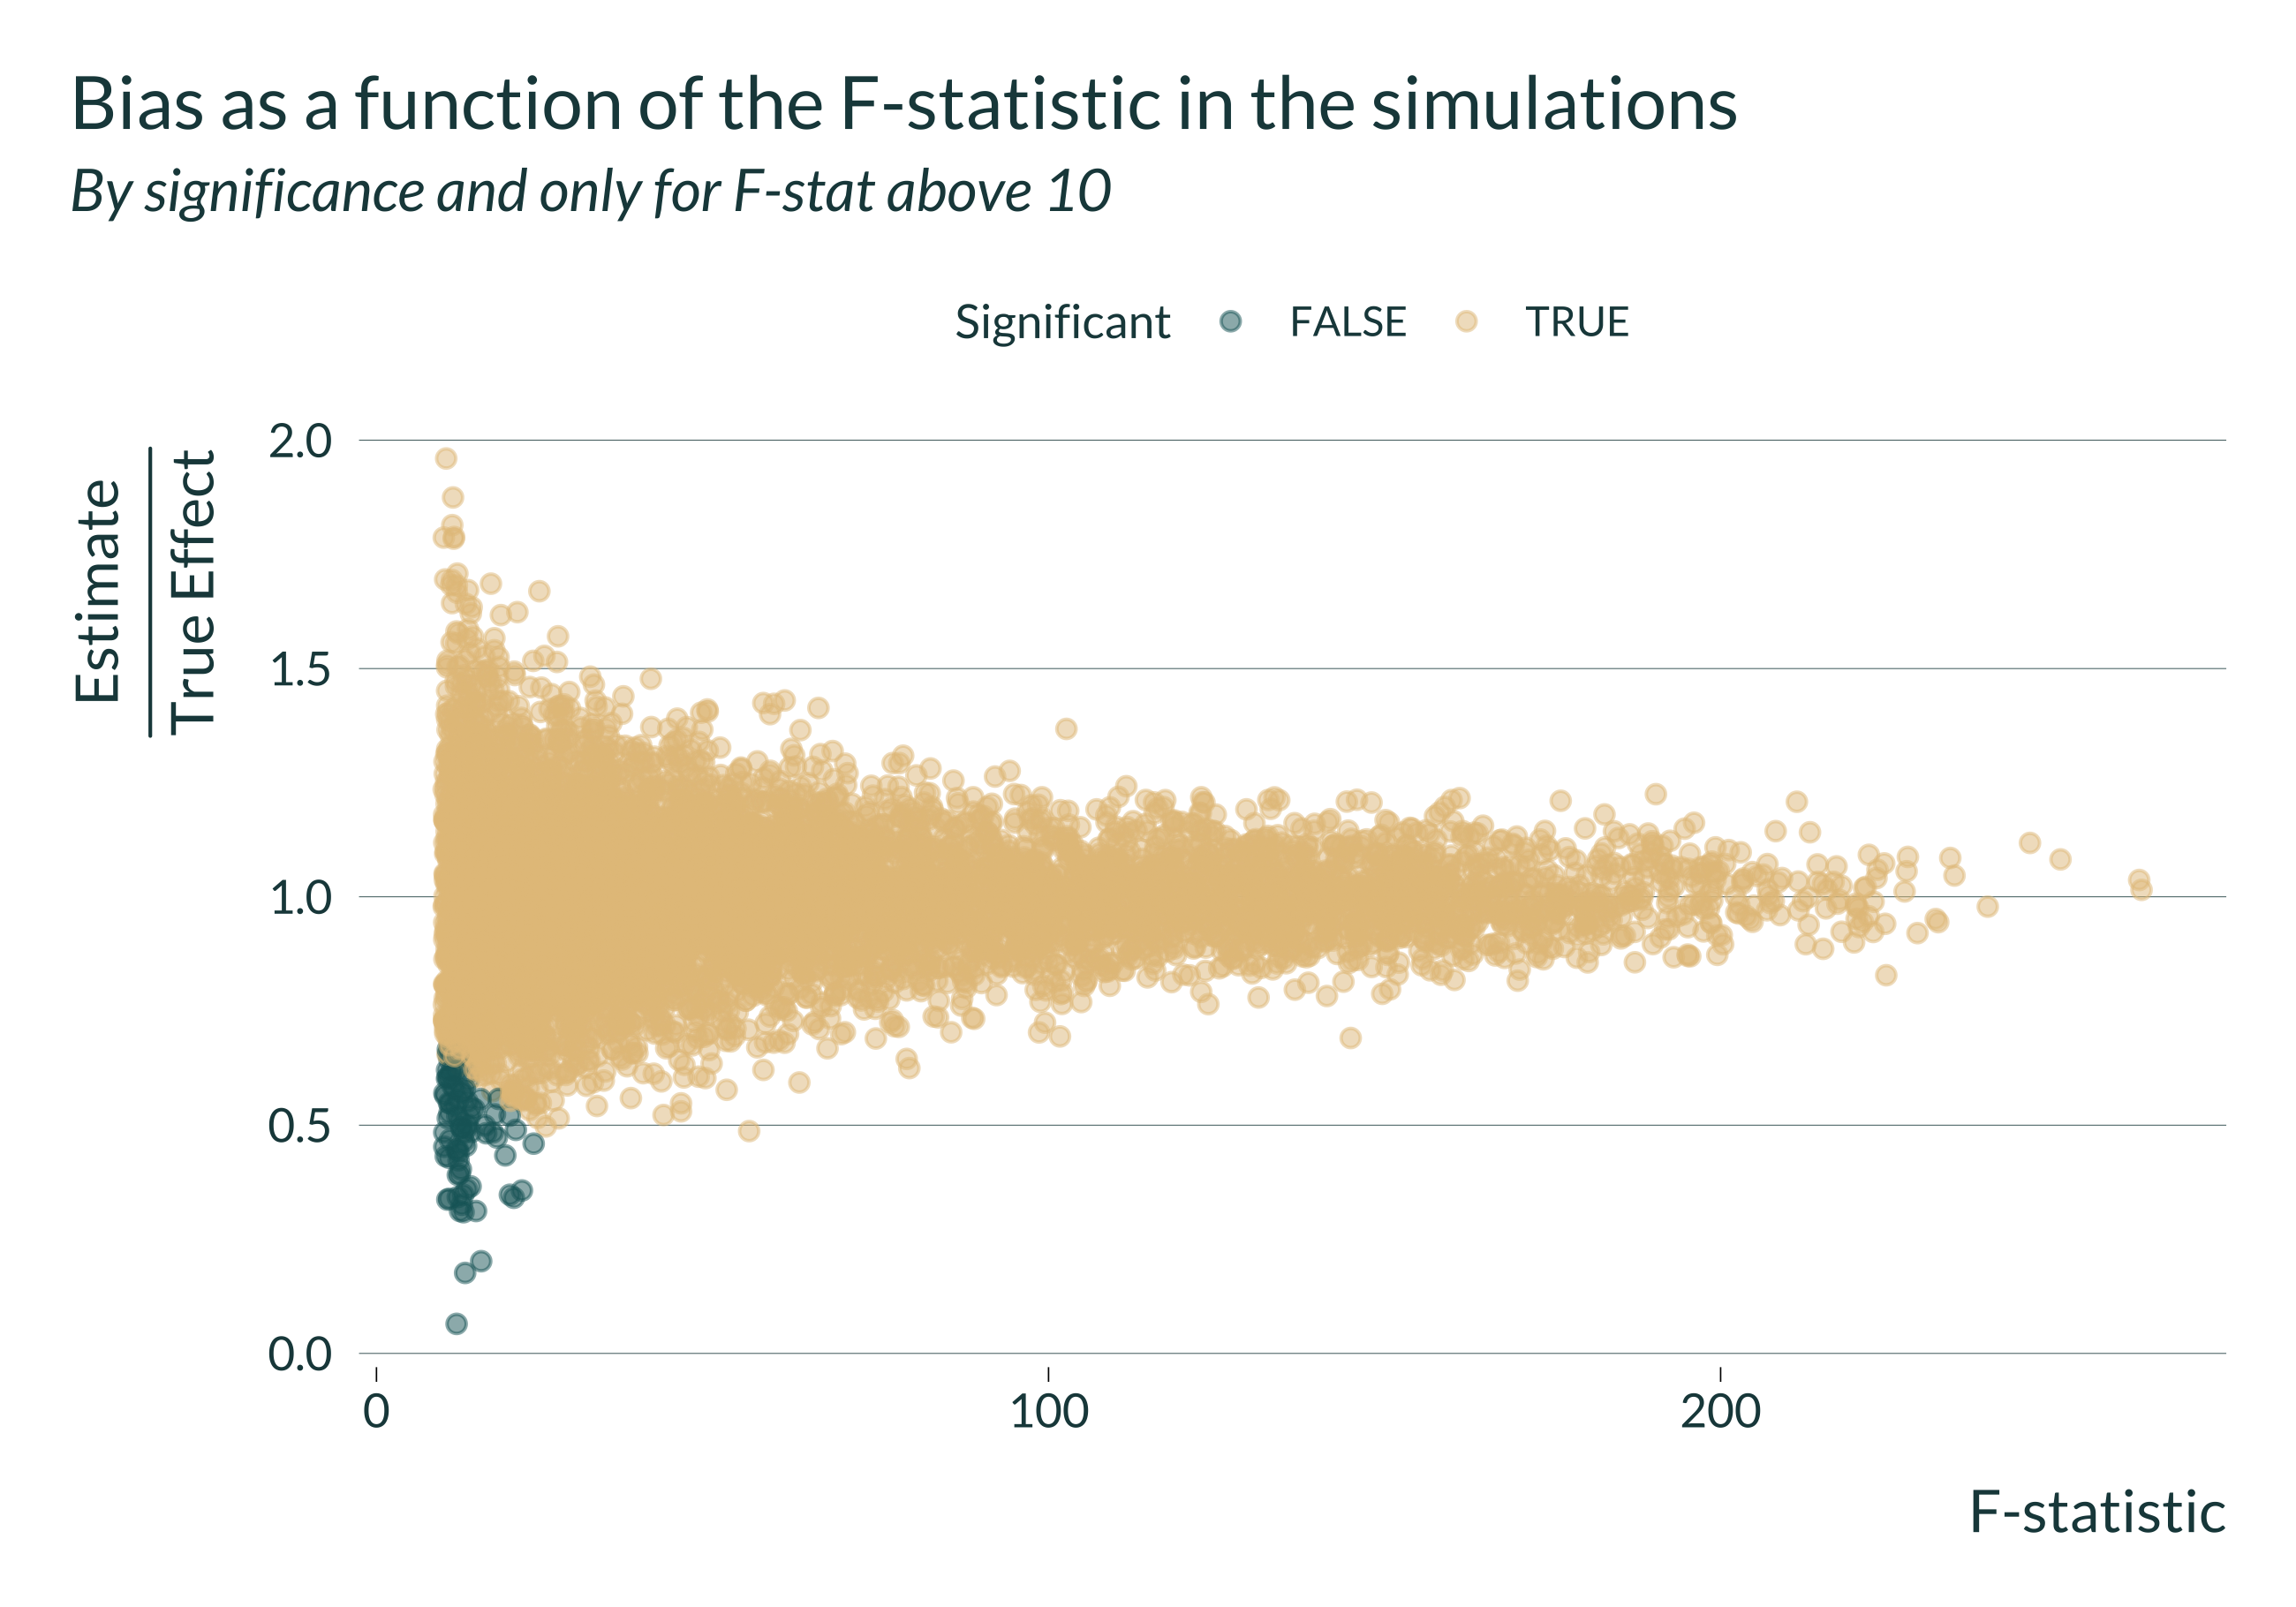 Bias as a function of the F-statistic in the simulations
By significance and only for F-stat above 10
Significant FALSE TRUE
Estimate
True Effect
2.0
1.5
1.0
0.5
0.0
0 100 200
F-statistic